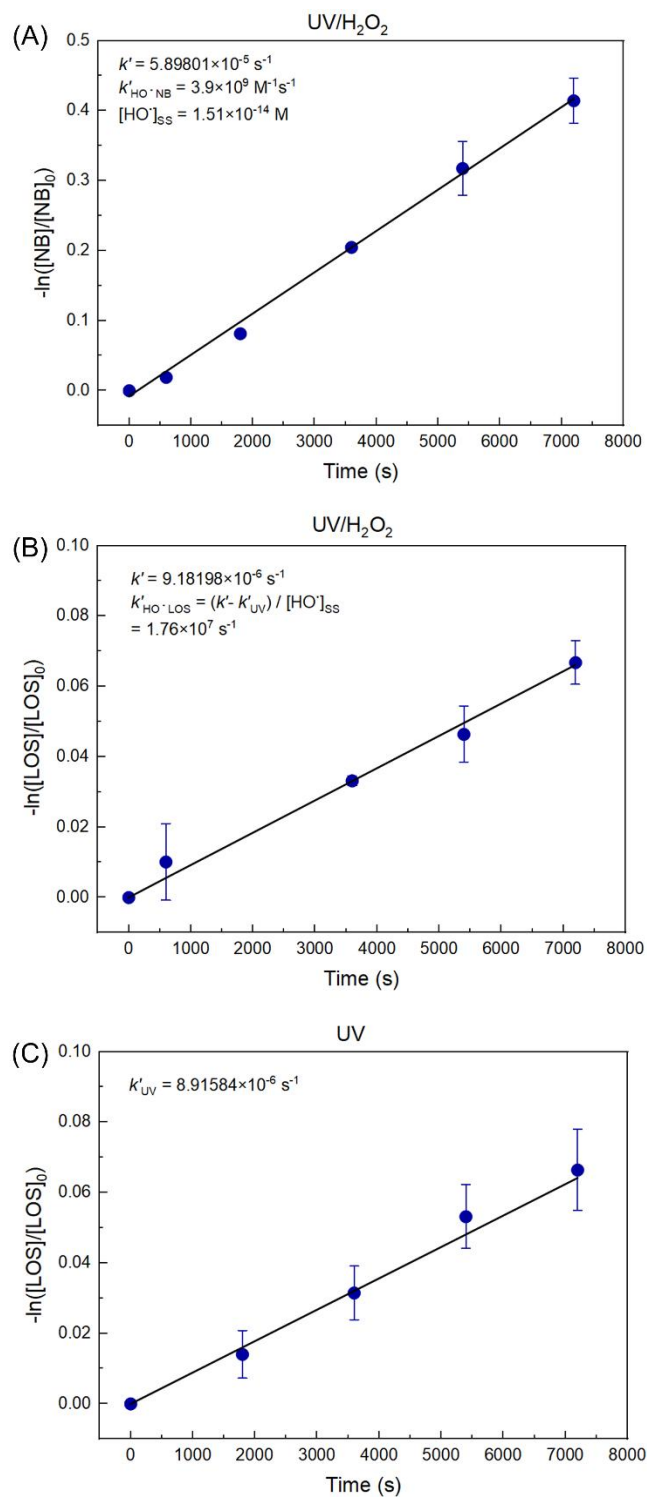 (A)
UV/H₂O₂
k' = 5.89801×10⁻⁵ s⁻¹
k'HO·NB = 3.9×10⁹ M⁻¹s⁻¹
[HO·]SS = 1.51×10⁻¹⁴ M
-ln([NB]/[NB]₀)
0.5
0.4
0.3
0.2
0.1
0.0
0 1000 2000 3000 4000 5000 6000 7000 8000
Time (s)
(B)
UV/H₂O₂
k' = 9.18198×10⁻⁶ s⁻¹
k'HO·LOS = (k'- k'UV) / [HO·]SS
= 1.76×10⁷ s⁻¹
-ln([LOS]/[LOS]₀)
0.10
0.08
0.06
0.04
0.02
0.00
0 1000 2000 3000 4000 5000 6000 7000 8000
Time (s)
(C)
UV
k'UV = 8.91584×10⁻⁶ s⁻¹
-ln([LOS]/[LOS]₀)
0.10
0.08
0.06
0.04
0.02
0.00
0 1000 2000 3000 4000 5000 6000 7000 8000
Time (s)